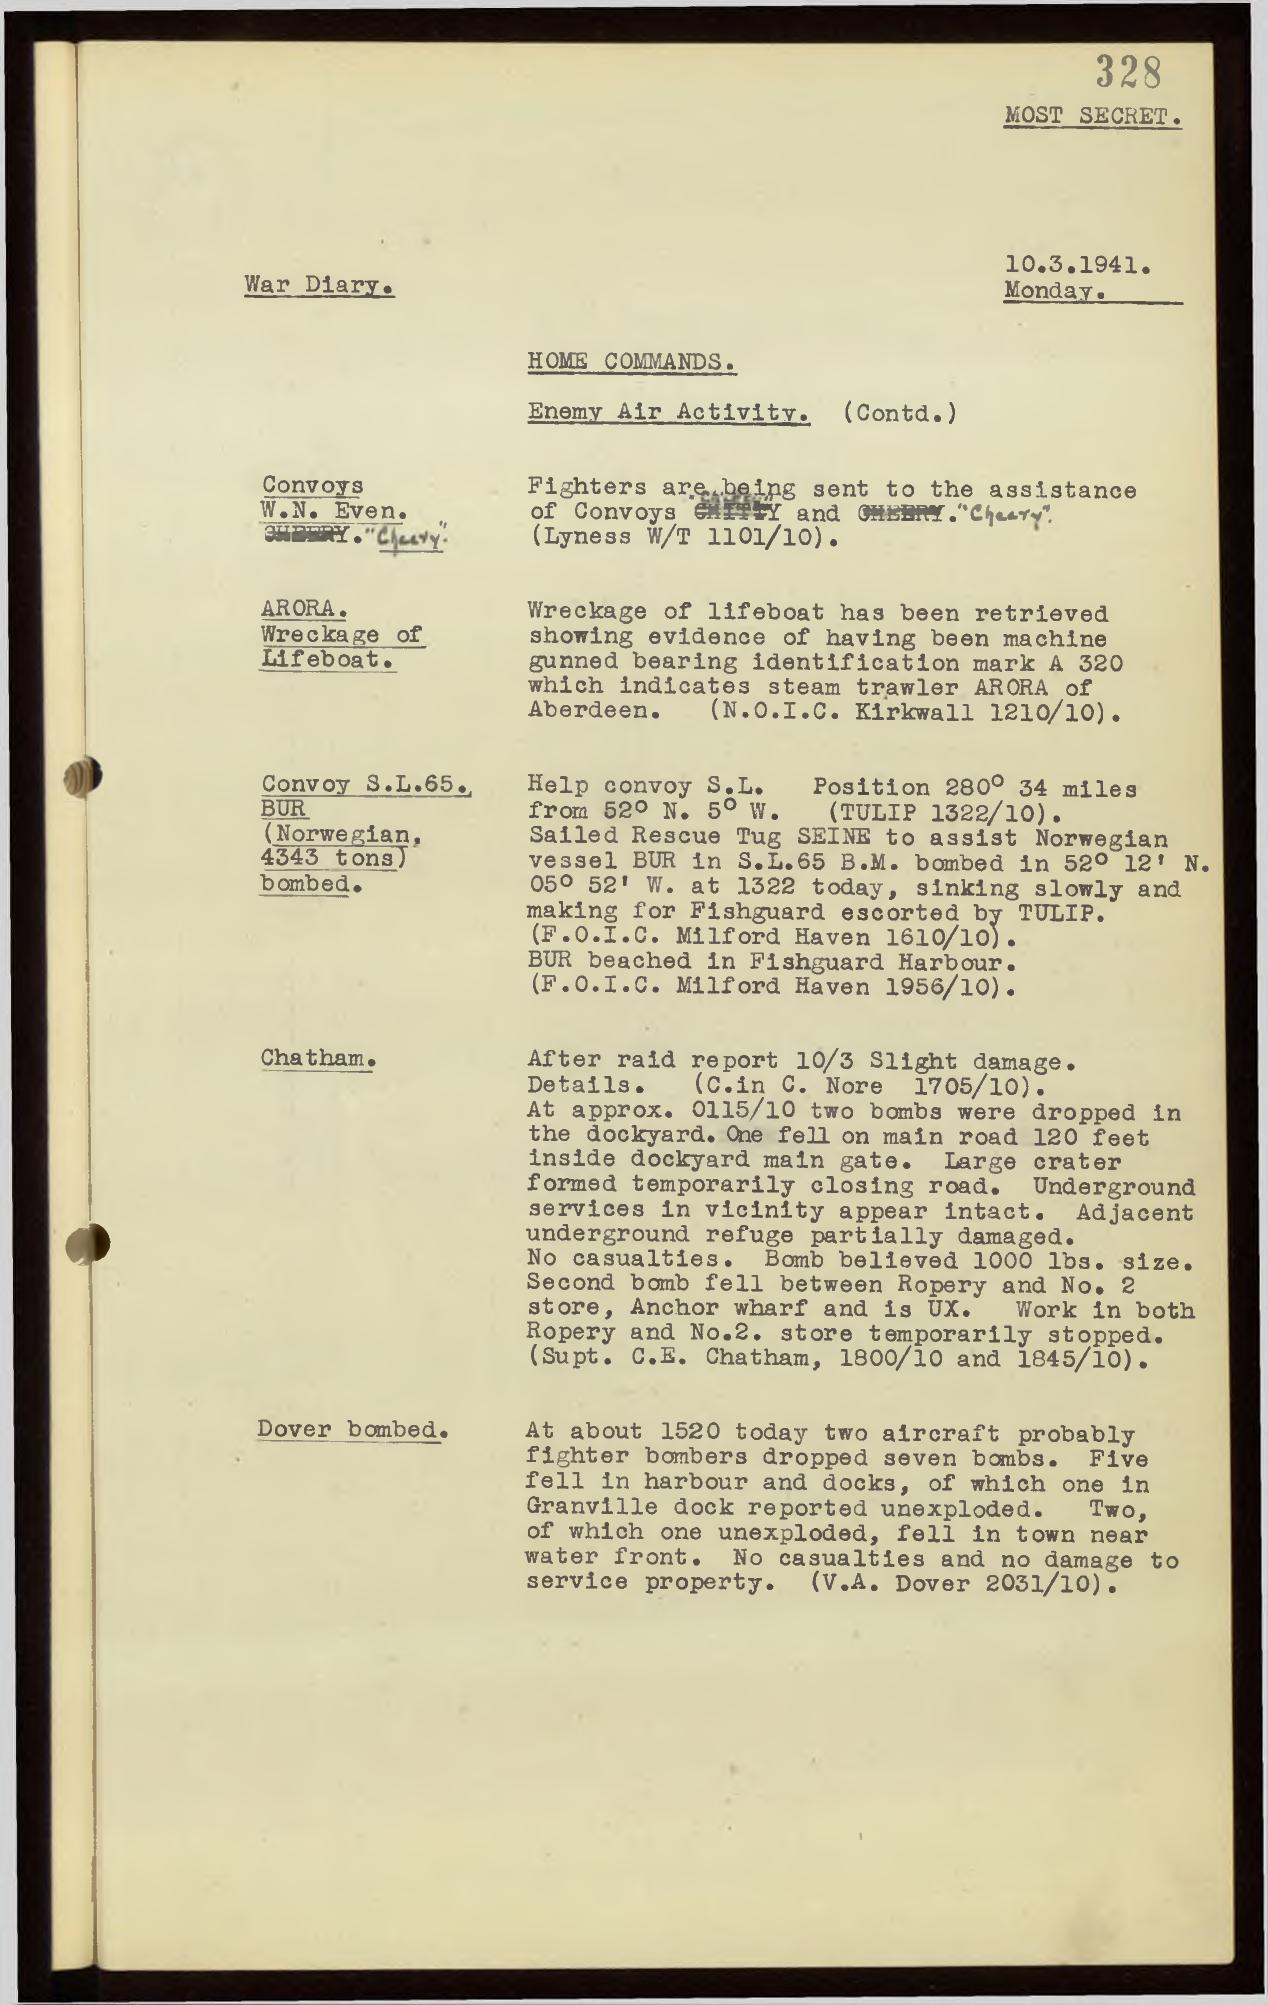 328
MOST SECRET.
War Diary.
10.3.1941.
Monday.
HOME COMMANDS.
Enemy Air Activity. (Contd.)
Convoys
W.N. Even.
CHEERY. "Cheery."
Fighters are being sent to the assistance
of Convoys and CHEERY. "Cheery".
(Lyness W/T 1101/10).
ARORA.
Wreckage of
Lifeboat.
Wreckage of lifeboat has been retrieved
showing evidence of having been machine
gunned bearing identification mark A 320
which indicates steam trawler ARORA of
Aberdeen. (N.O.I.C. Kirkwall 1210/10).
Convoy S.L.65.,
BUR
(Norwegian,
4343 tons)
bombed.
Help convoy S.L. Position 280° 34 miles
from 52° N. 5° W. (TULIP 1322/10).
Sailed Rescue Tug SEINE to assist Norwegian
vessel BUR in S.L.65 B.M. bombed in 52° 12' N.
05° 52' W. at 1322 today, sinking slowly and
making for Fishguard escorted by TULIP.
(F.O.I.C. Milford Haven 1610/10).
BUR beached in Fishguard Harbour.
(F.O.I.C. Milford Haven 1956/10).
Chatham.
After raid report 10/3 Slight damage.
Details. (C.in C. Nore 1705/10).
At approx. 0115/10 two bombs were dropped in
the dockyard. One fell on main road 120 feet
inside dockyard main gate. Large crater
formed temporarily closing road. Underground
services in vicinity appear intact. Adjacent
underground refuge partially damaged.
No casualties. Bomb believed 1000 lbs. size.
Second bomb fell between Ropery and No. 2
store, Anchor wharf and is UX. Work in both
Ropery and No.2. store temporarily stopped.
(Supt. C.E. Chatham, 1800/10 and 1845/10).
Dover bombed.
At about 1520 today two aircraft probably
fighter bombers dropped seven bombs. Five
fell in harbour and docks, of which one in
Granville dock reported unexploded. Two,
of which one unexploded, fell in town near
water front. No casualties and no damage to
service property. (V.A. Dover 2031/10).